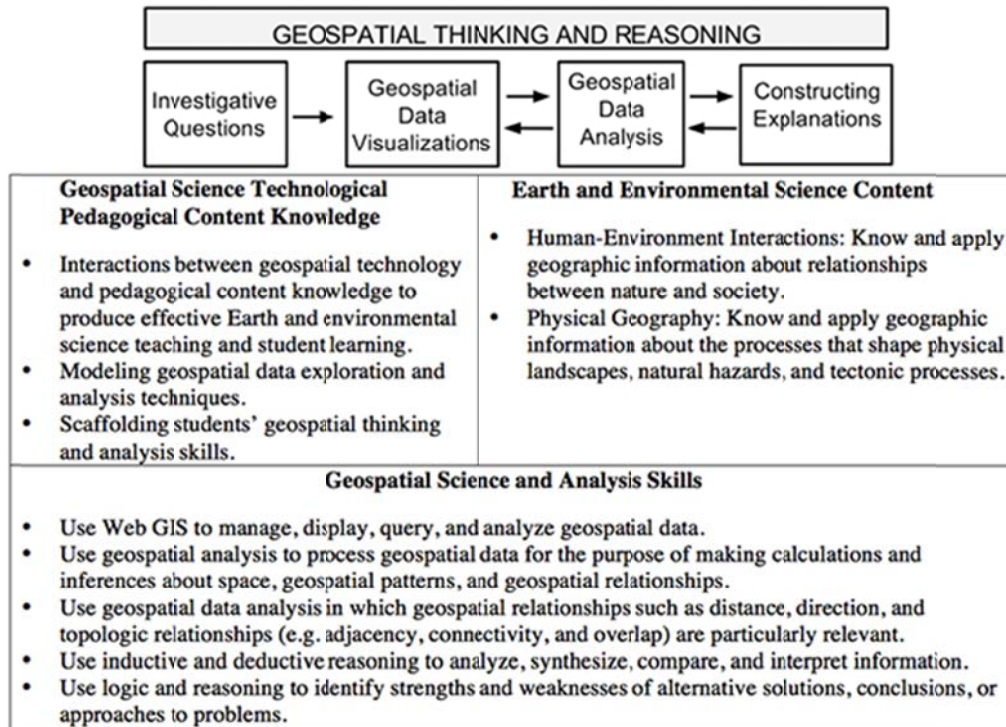 GEOSPATIAL THINKING AND REASONING
Investigative
Questions
Geospatial
Data
Visualizations
Geospatial
Data
Analysis
Constructing
Explanations
Geospatial Science Technological
Pedagogical Content Knowledge
• Interactions between geospatial technology
and pedagogical content knowledge to
produce effective Earth and environmental
science teaching and student learning.
• Modeling geospatial data exploration and
analysis techniques.
• Scaffolding students’ geospatial thinking
and analysis skills.
Earth and Environmental Science Content
• Human-Environment Interactions: Know and apply
geographic information about relationships
between nature and society.
• Physical Geography: Know and apply geographic
information about the processes that shape physical
landscapes, natural hazards, and tectonic processes.
Geospatial Science and Analysis Skills
• Use Web GIS to manage, display, query, and analyze geospatial data.
• Use geospatial analysis to process geospatial data for the purpose of making calculations and
inferences about space, geospatial patterns, and geospatial relationships.
• Use geospatial data analysis in which geospatial relationships such as distance, direction, and
topologic relationships (e.g. adjacency, connectivity, and overlap) are particularly relevant.
• Use inductive and deductive reasoning to analyze, synthesize, compare, and interpret information.
• Use logic and reasoning to identify strengths and weaknesses of alternative solutions, conclusions, or
approaches to problems.